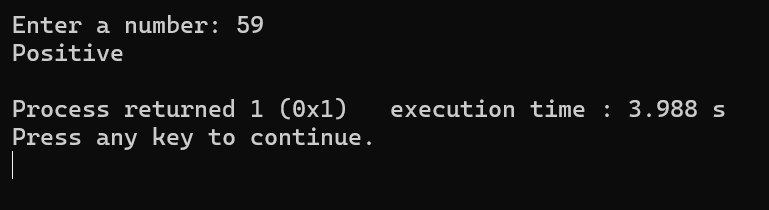 Enter a number: 59
Positive
Process returned 1 (0x1)   execution time : 3.988 s
Press any key to continue.